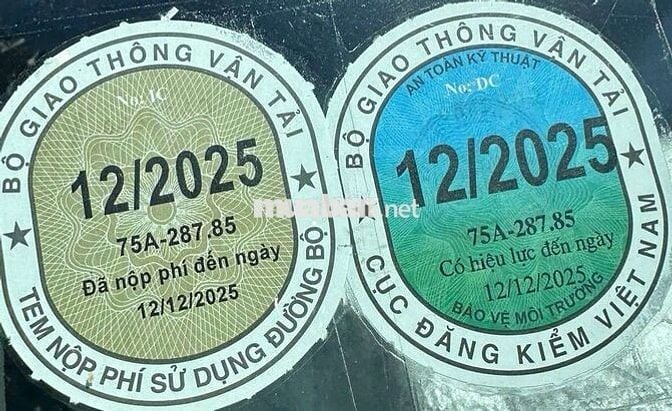 BỘ GIAO THÔNG VẬN TẢI
No: IC
12/2025
75A-287.85
Đã nộp phí đến ngày
12/12/2025
TEM NỘP PHÍ SỬ DỤNG ĐƯỜNG BỘ
BỘ GIAO THÔNG VẬN TẢI
AN TOÀN KỸ THUẬT
No: DC
12/2025
75A-287.85
Có hiệu lực đến ngày
12/12/2025
BẢO VỆ MÔI TRƯỜNG
CỤC ĐĂNG KIỂM VIỆT NAM
muaban.net